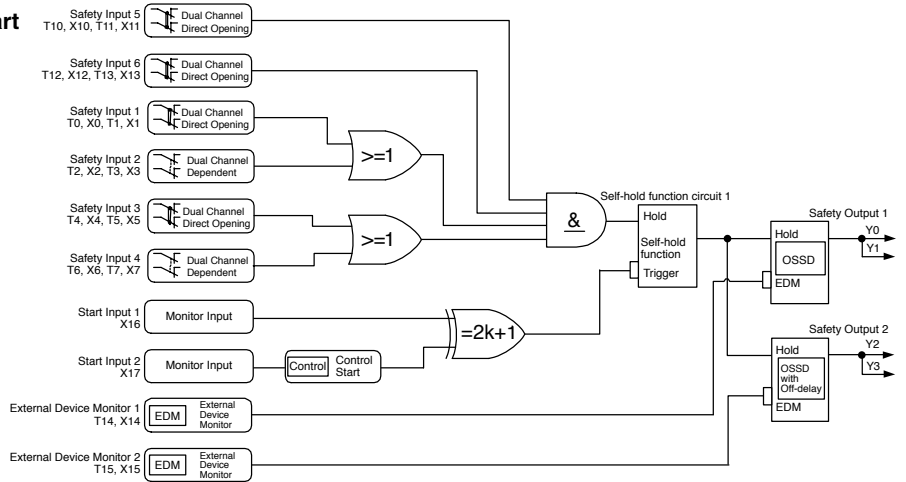 art
Safety Input 5
T10, X10, T11, X11
Dual Channel
Direct Opening
Safety Input 6
T12, X12, T13, X13
Dual Channel
Direct Opening
Safety Input 1
T0, X0, T1, X1
Dual Channel
Direct Opening
Safety Input 2
T2, X2, T3, X3
Dual Channel
Dependent
>=1
Safety Input 3
T4, X4, T5, X5
Dual Channel
Direct Opening
Safety Input 4
T6, X6, T7, X7
Dual Channel
Dependent
>=1
&
Self-hold function circuit 1
Hold
Self-hold
function
Trigger
Safety Output 1
Hold
OSSD
EDM
Y0
Y1
Start Input 1
X16
Monitor Input
Start Input 2
X17
Monitor Input
Control
Control
Start
=2k+1
Safety Output 2
Hold
OSSD
with
Off-delay
EDM
Y2
Y3
External Device Monitor 1
T14, X14
EDM
External
Device
Monitor
External Device Monitor 2
T15, X15
EDM
External
Device
Monitor